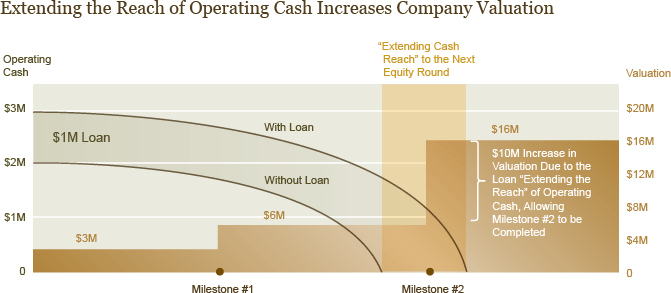 Extending the Reach of Operating Cash Increases Company Valuation
"Extending Cash
Reach" to the Next
Equity Round
Operating
Cash
Valuation
$3M
$2M
$1M
0
$20M
$16M
$12M
$8M
$4M
0
$1M Loan
With Loan
Without Loan
$3M
$6M
$16M
$10M Increase in
Valuation Due to the
Loan "Extending the
Reach" of Operating
Cash, Allowing
Milestone #2 to be
Completed
Milestone #1
Milestone #2